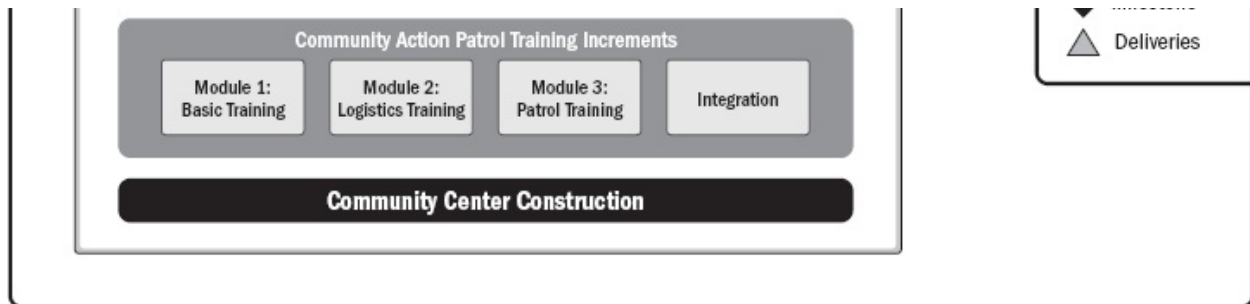 Community Action Patrol Training Increments
Module 1:
Basic Training
Module 2:
Logistics Training
Module 3:
Patrol Training
Integration
Community Center Construction
Deliveries